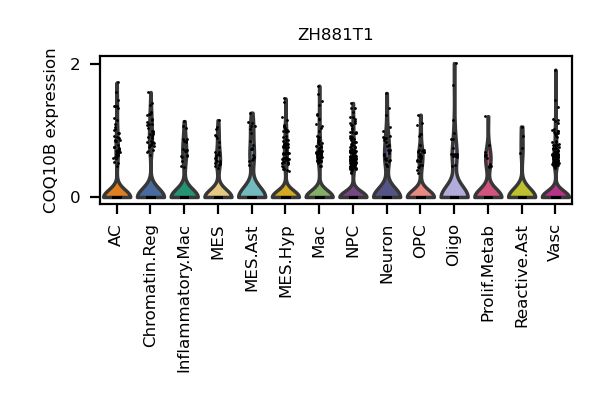 ZH881T1
COQ10B expression
2
0
AC
Chromatin.Reg
Inflammatory.Mac
MES
MES.Ast
MES.Hyp
Mac
NPC
Neuron
OPC
Oligo
Prolif.Metab
Reactive.Ast
Vasc